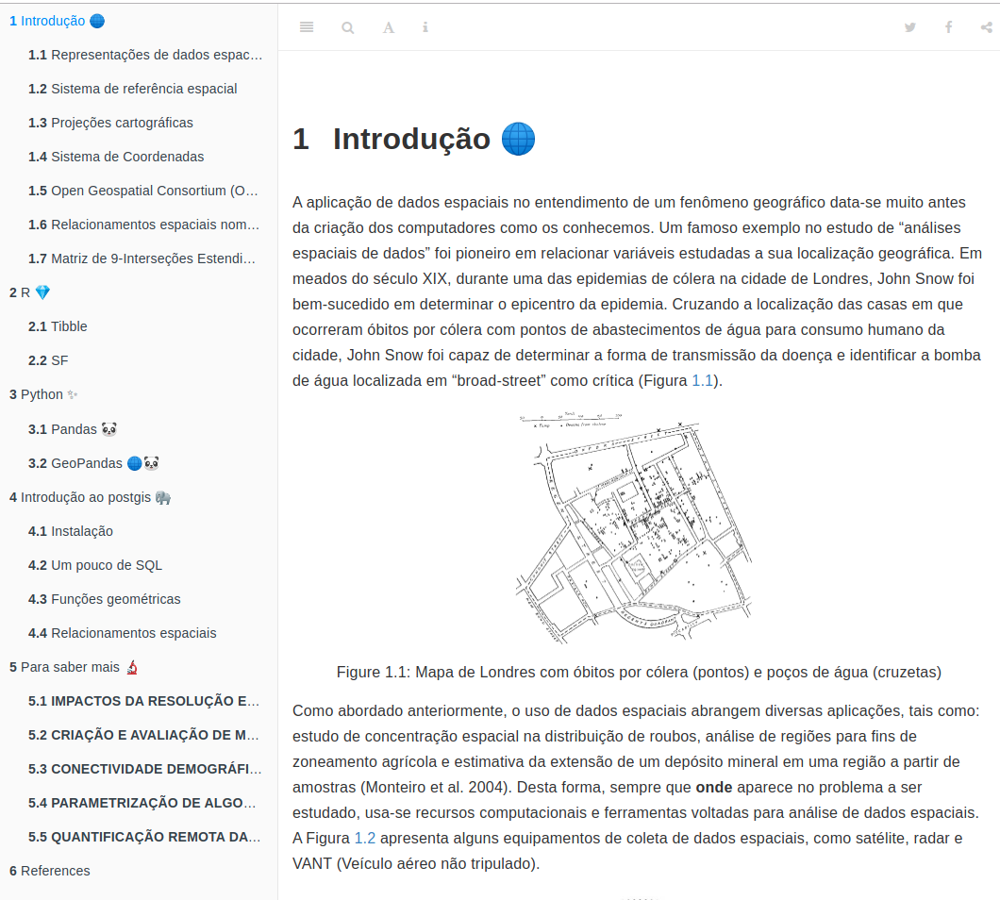 1 Introdução
1.1 Representações de dados espac…
1.2 Sistema de referência espacial
1.3 Projeções cartográficas
1.4 Sistema de Coordenadas
1.5 Open Geospatial Consortium (O…
1.6 Relacionamentos espaciais nom…
1.7 Matriz de 9-Interseções Estendi…
2 R
2.1 Tibble
2.2 SF
3 Python
3.1 Pandas
3.2 GeoPandas
4 Introdução ao postgis
4.1 Instalação
4.2 Um pouco de SQL
4.3 Funções geométricas
4.4 Relacionamentos espaciais
5 Para saber mais
5.1 IMPACTOS DA RESOLUÇÃO E…
5.2 CRIAÇÃO E AVALIAÇÃO DE M…
5.3 CONECTIVIDADE DEMOGRÁFI…
5.4 PARAMETRIZAÇÃO DE ALGO…
5.5 QUANTIFICAÇÃO REMOTA DA…
6 References
1 Introdução
A aplicação de dados espaciais no entendimento de um fenômeno geográfico data-se muito antes
da criação dos computadores como os conhecemos. Um famoso exemplo no estudo de “análises
espaciais de dados” foi pioneiro em relacionar variáveis estudadas a sua localização geográfica. Em
meados do século XIX, durante uma das epidemias de cólera na cidade de Londres, John Snow foi
bem-sucedido em determinar o epicentro da epidemia. Cruzando a localização das casas em que
ocorreram óbitos por cólera com pontos de abastecimentos de água para consumo humano da
cidade, John Snow foi capaz de determinar a forma de transmissão da doença e identificar a bomba
de água localizada em “broad-street” como crítica (Figura 1.1).
Figure 1.1: Mapa de Londres com óbitos por cólera (pontos) e poços de água (cruzetas)
Como abordado anteriormente, o uso de dados espaciais abrangem diversas aplicações, tais como:
estudo de concentração espacial na distribuição de roubos, análise de regiões para fins de
zoneamento agrícola e estimativa da extensão de um depósito mineral em uma região a partir de
amostras (Monteiro et al. 2004). Desta forma, sempre que onde aparece no problema a ser
estudado, usa-se recursos computacionais e ferramentas voltadas para análise de dados espaciais.
A Figura 1.2 apresenta alguns equipamentos de coleta de dados espaciais, como satélite, radar e
VANT (Veículo aéreo não tripulado).